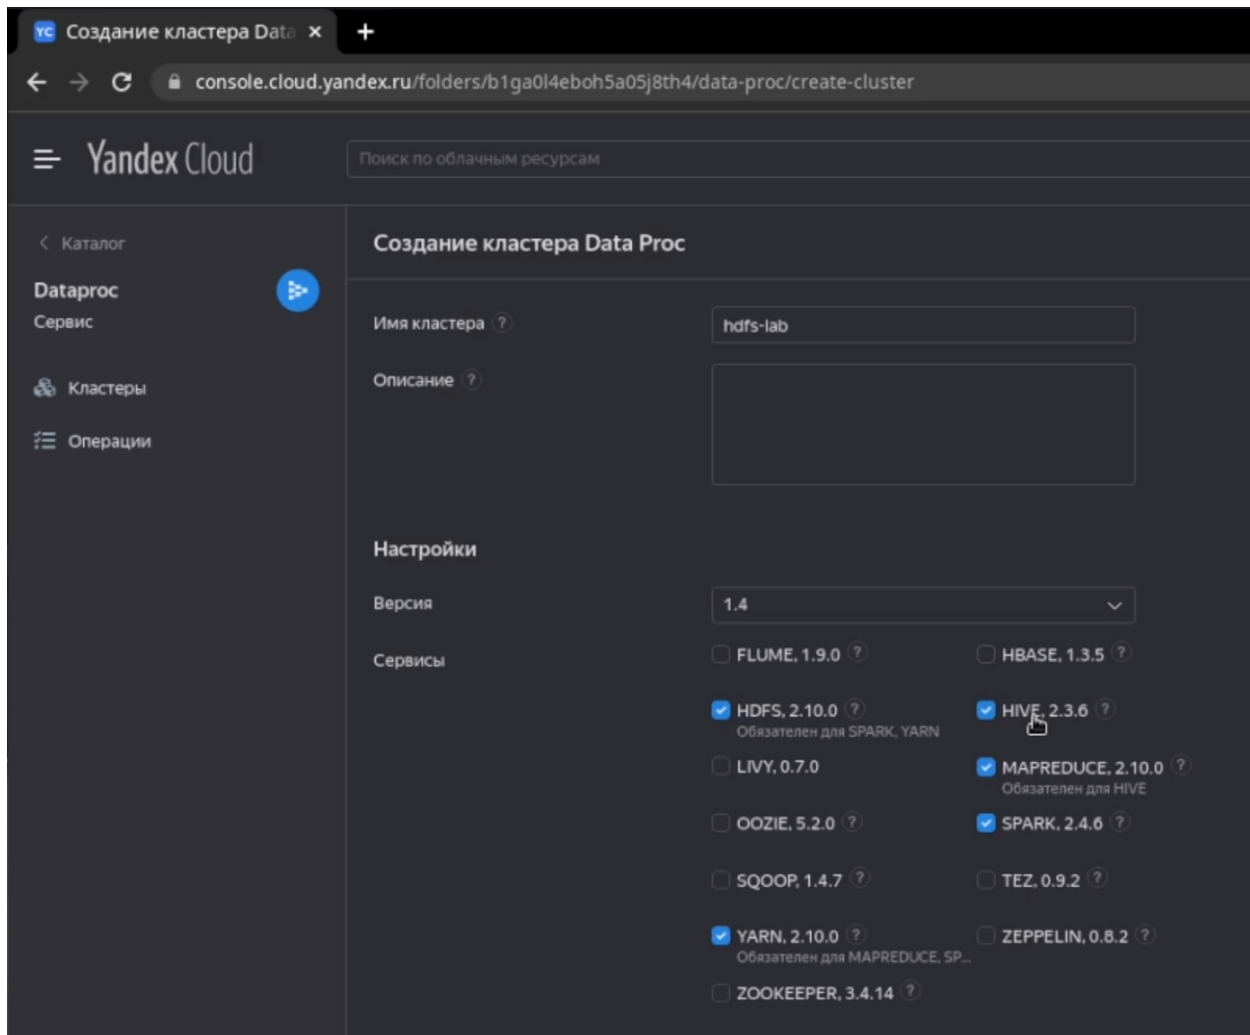 YC Создание кластера Data
console.cloud.yandex.ru/folders/b1ga0l4eboh5a05j8th4/data-proc/create-cluster
Yandex Cloud
Поиск по облачным ресурсам
Каталог
Dataproc
Сервис
Кластеры
Операции
Создание кластера Data Proc
Имя кластера ?
hdfs-lab
Описание ?
Настройки
Версия
1.4
Сервисы
FLUME, 1.9.0 ?
HBASE, 1.3.5 ?
HDFS, 2.10.0 ?
Обязателен для SPARK, YARN
HIVE, 2.3.6 ?
LIVY, 0.7.0
MAPREDUCE, 2.10.0 ?
Обязателен для HIVE
OOZIE, 5.2.0 ?
SPARK, 2.4.6 ?
SQOOP, 1.4.7 ?
TEZ, 0.9.2 ?
YARN, 2.10.0 ?
Обязателен для MAPREDUCE, SP...
ZEPPELIN, 0.8.2 ?
ZOOKEEPER, 3.4.14 ?